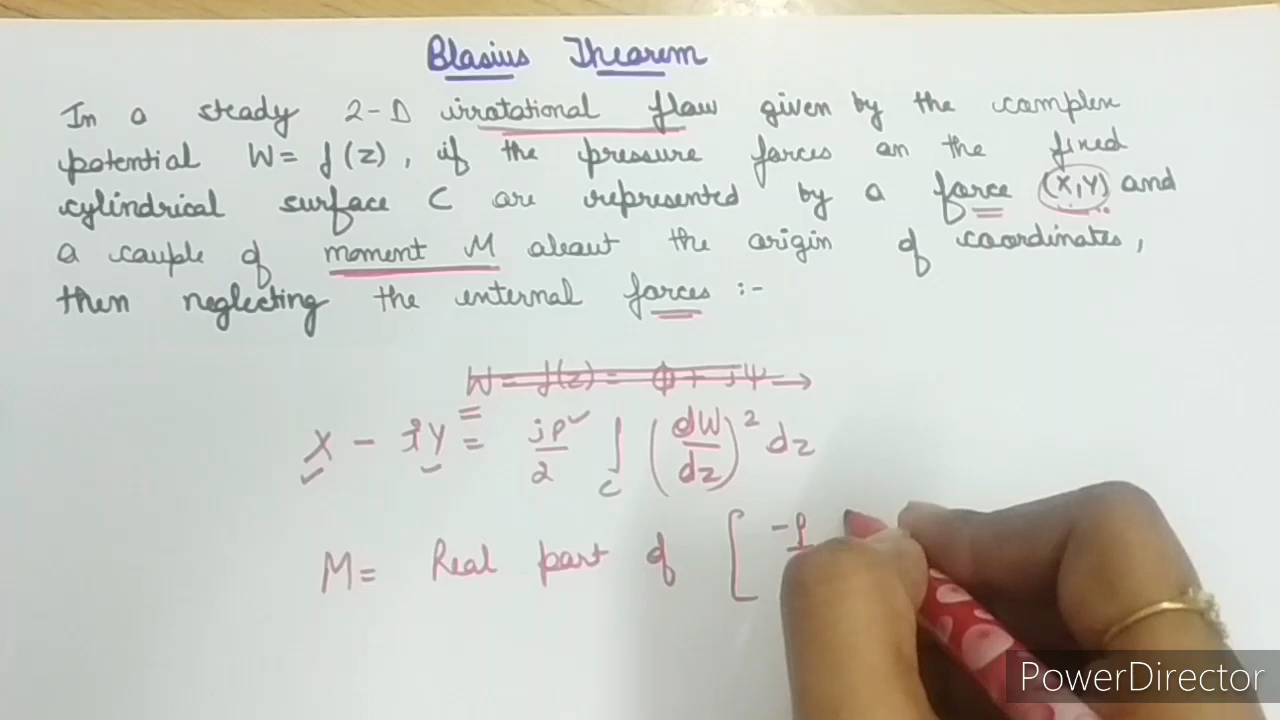 Blasius Thearem
In a steady 2-D irrotational flow given by the complex
potential W = f(z), if the pressure forces on the fixed
cylindrical surface C are represented by a force (X,Y) and
a couple of moment M about the origin of coordinates,
then neglecting the external forces :-
W = f(z) = Φ + iΨ →
X - iY = iρ/2 ∫_C (dW/dz)² dz
M = Real part of [ -ρ
PowerDirector